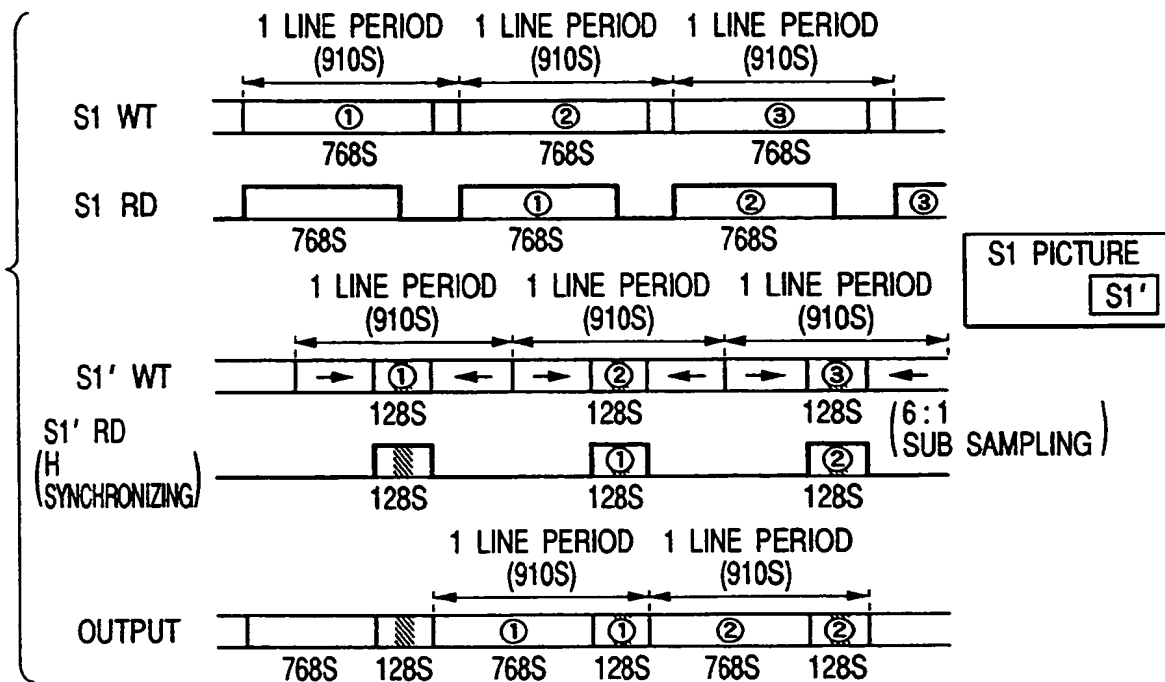 1 LINE PERIOD 1 LINE PERIOD 1 LINE PERIOD
(910S) (910S) (910S)
S1 WT ① ② ③
768S 768S 768S
S1 RD ① ② ③
768S 768S 768S
S1 PICTURE
S1'
1 LINE PERIOD 1 LINE PERIOD 1 LINE PERIOD
(910S) (910S) (910S)
S1' WT → ① ← → ② ← → ③ ←
128S 128S 128S
(6:1
SUB SAMPLING)
S1' RD
(H
SYNCHRONIZING)
① ②
128S 128S 128S
1 LINE PERIOD 1 LINE PERIOD
(910S) (910S)
OUTPUT ① ① ② ②
768S 128S 768S 128S 768S 128S